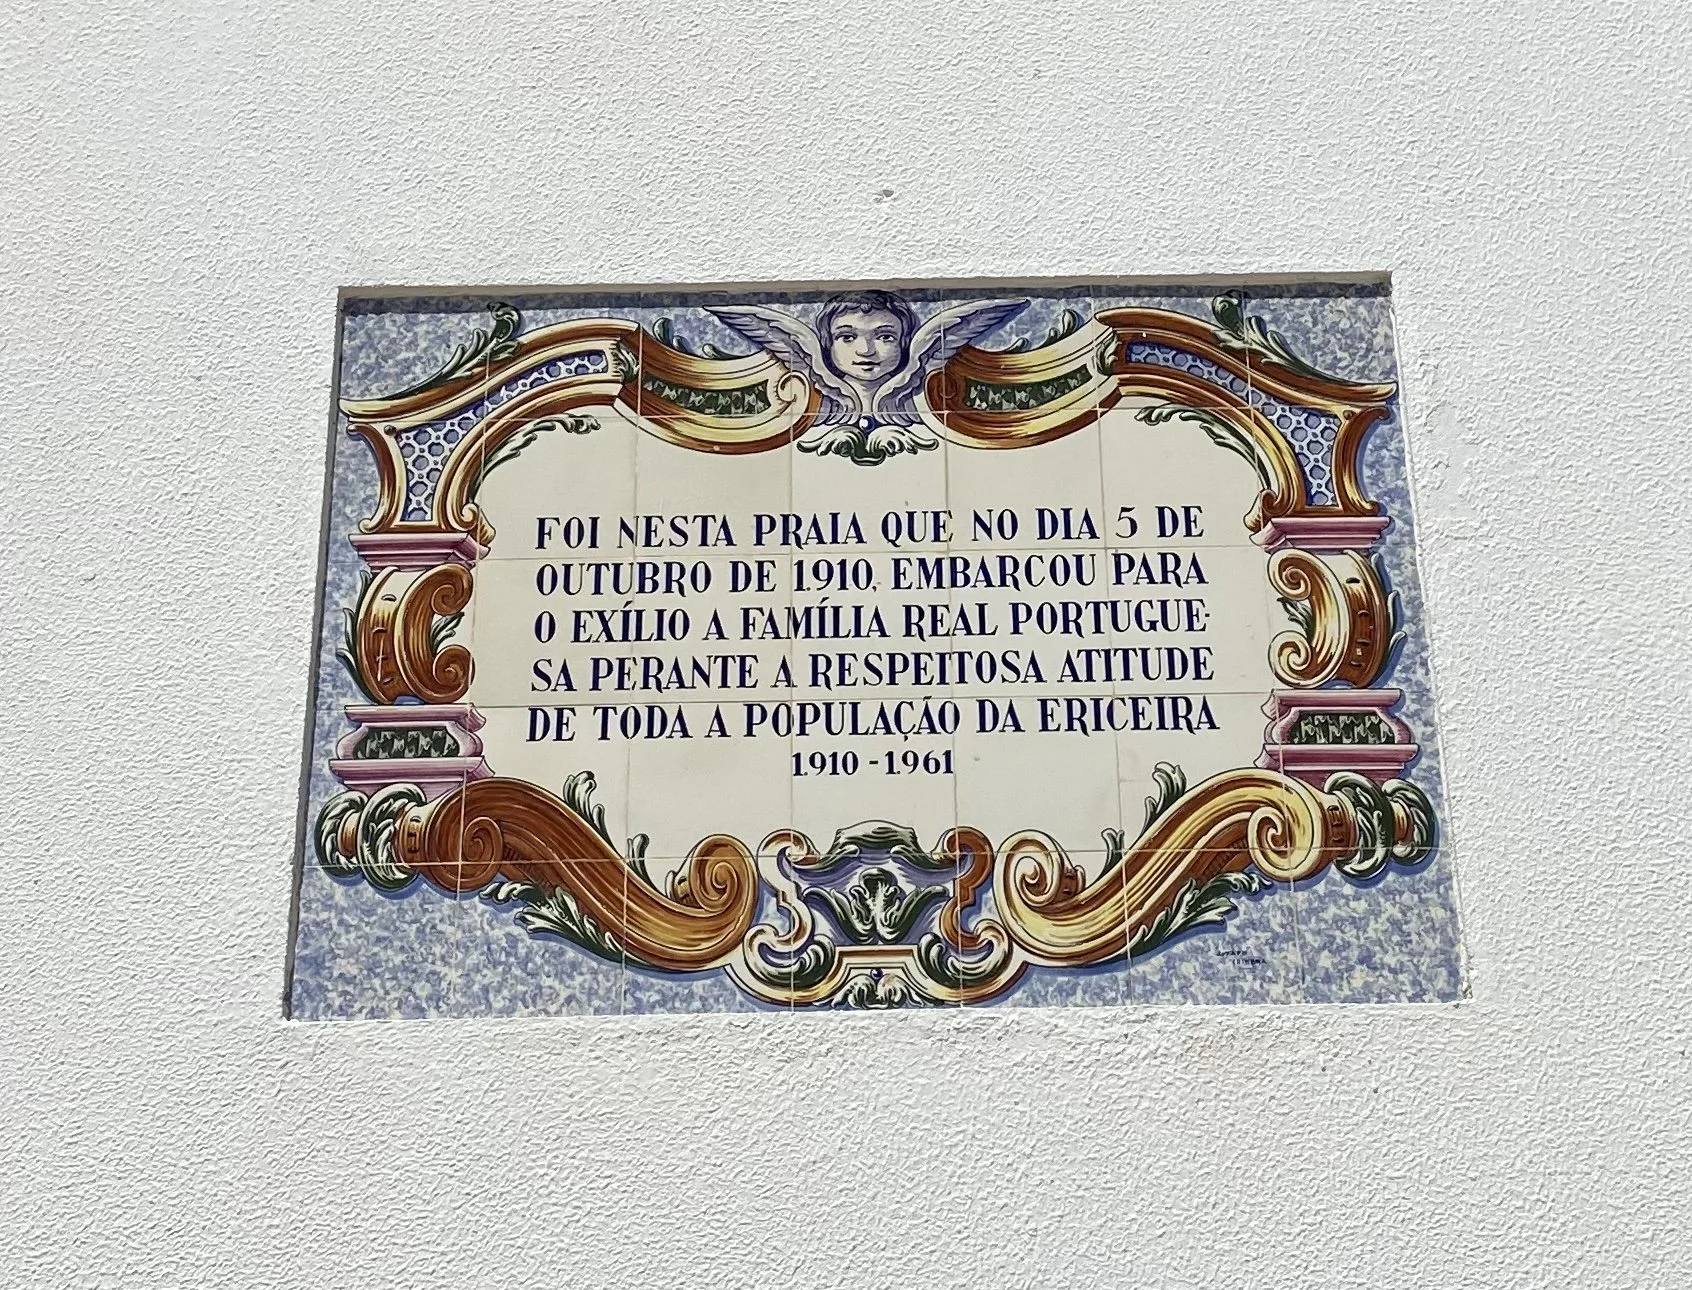 FOI NESTA PRAIA QUE NO DIA 5 DE
OUTUBRO DE 1.910, EMBARCOU PARA
O EXÍLIO A FAMÍLIA REAL PORTUGUE-
SA PERANTE A RESPEITOSA ATITUDE
DE TODA A POPULAÇÃO DA ERICEIRA
1.910 - 1.961